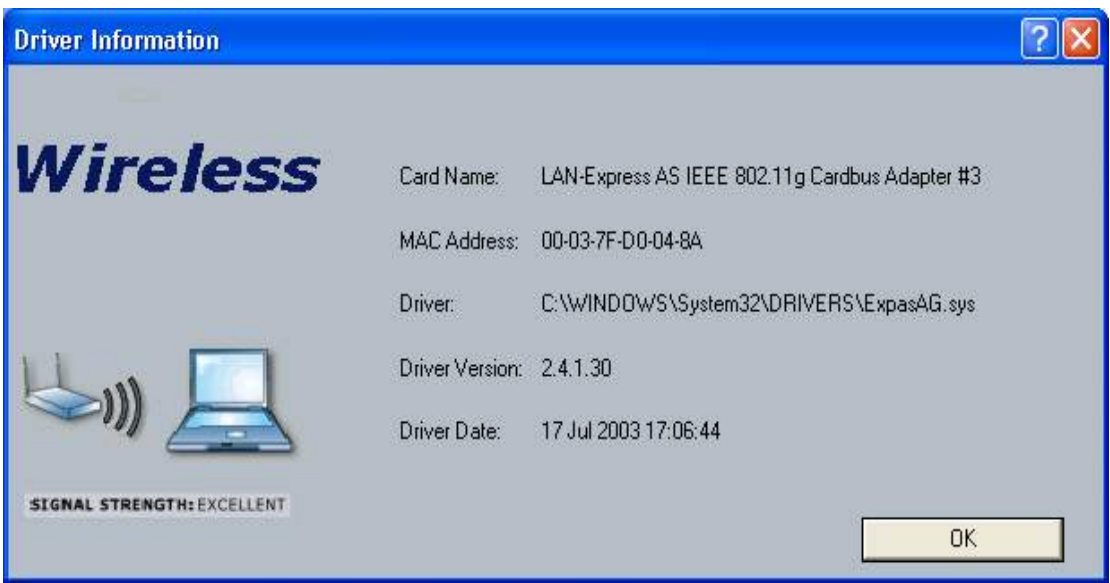 Driver Information
Wireless
Card Name: LAN-Express AS IEEE 802.11g Cardbus Adapter #3
MAC Address: 00-03-7F-D0-04-8A
Driver: C:\WINDOWS\System32\DRIVERS\ExpasAG.sys
Driver Version: 2.4.1.30
Driver Date: 17 Jul 2003 17:06:44
SIGNAL STRENGTH: EXCELLENT
OK